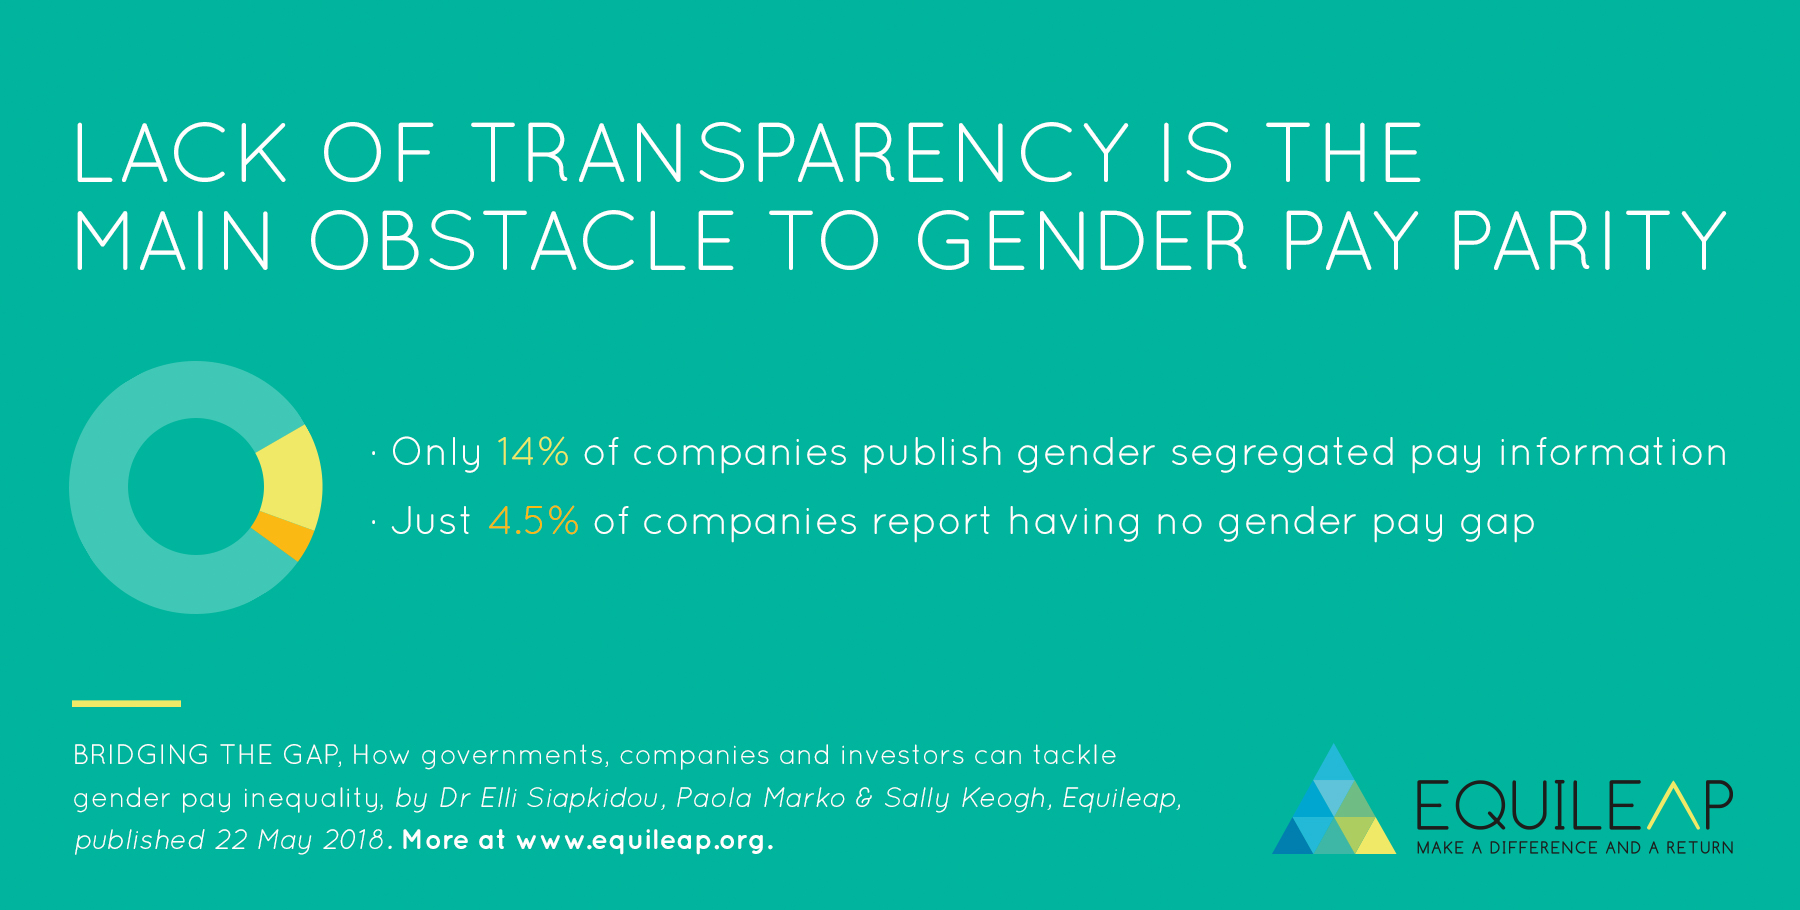 LACK OF TRANSPARENCY IS THE
MAIN OBSTACLE TO GENDER PAY PARITY
· Only 14% of companies publish gender segregated pay information
· Just 4.5% of companies report having no gender pay gap
BRIDGING THE GAP, How governments, companies and investors can tackle
gender pay inequality, by Dr Elli Siapkidou, Paola Marko & Sally Keogh, Equileap,
published 22 May 2018. More at www.equileap.org.
EQUILEAP
MAKE A DIFFERENCE AND A RETURN